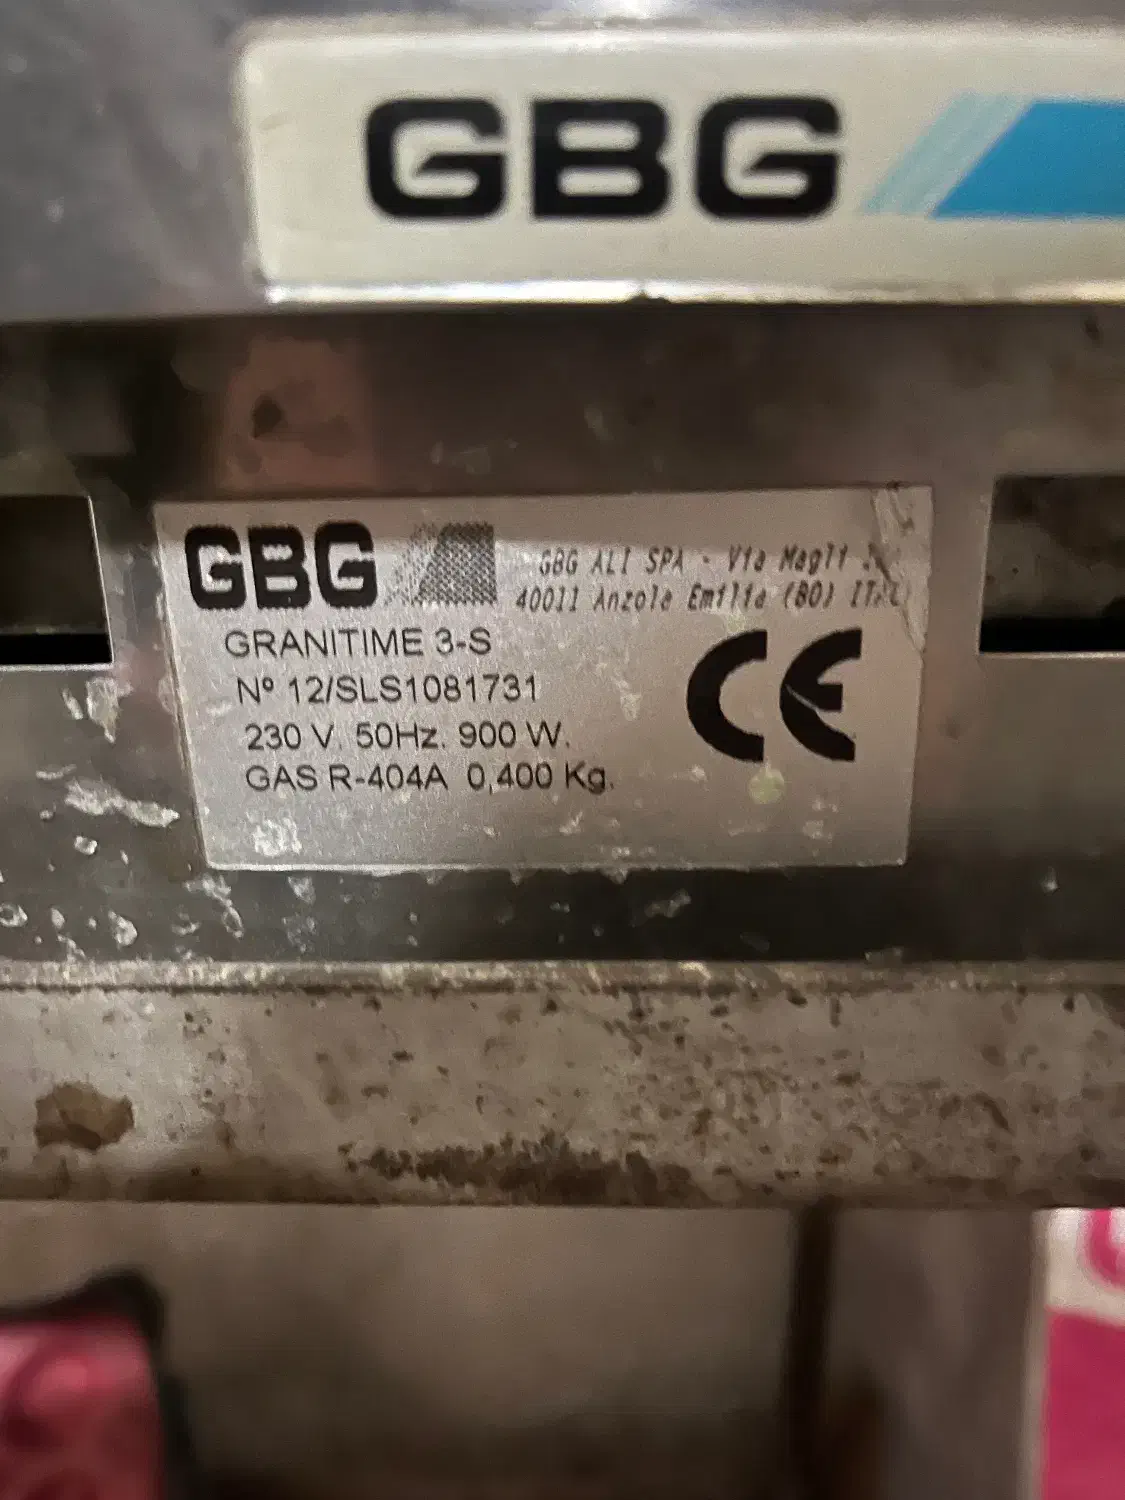 GBG
GBG
GBG ALI SPA - Via Magli
40011 Anzola Emilia (BO)
GRANITIME 3-S
Nº 12/SLS1081731
230 V. 50Hz. 900 W.
GAS R-404A 0,400 Kg.
CE